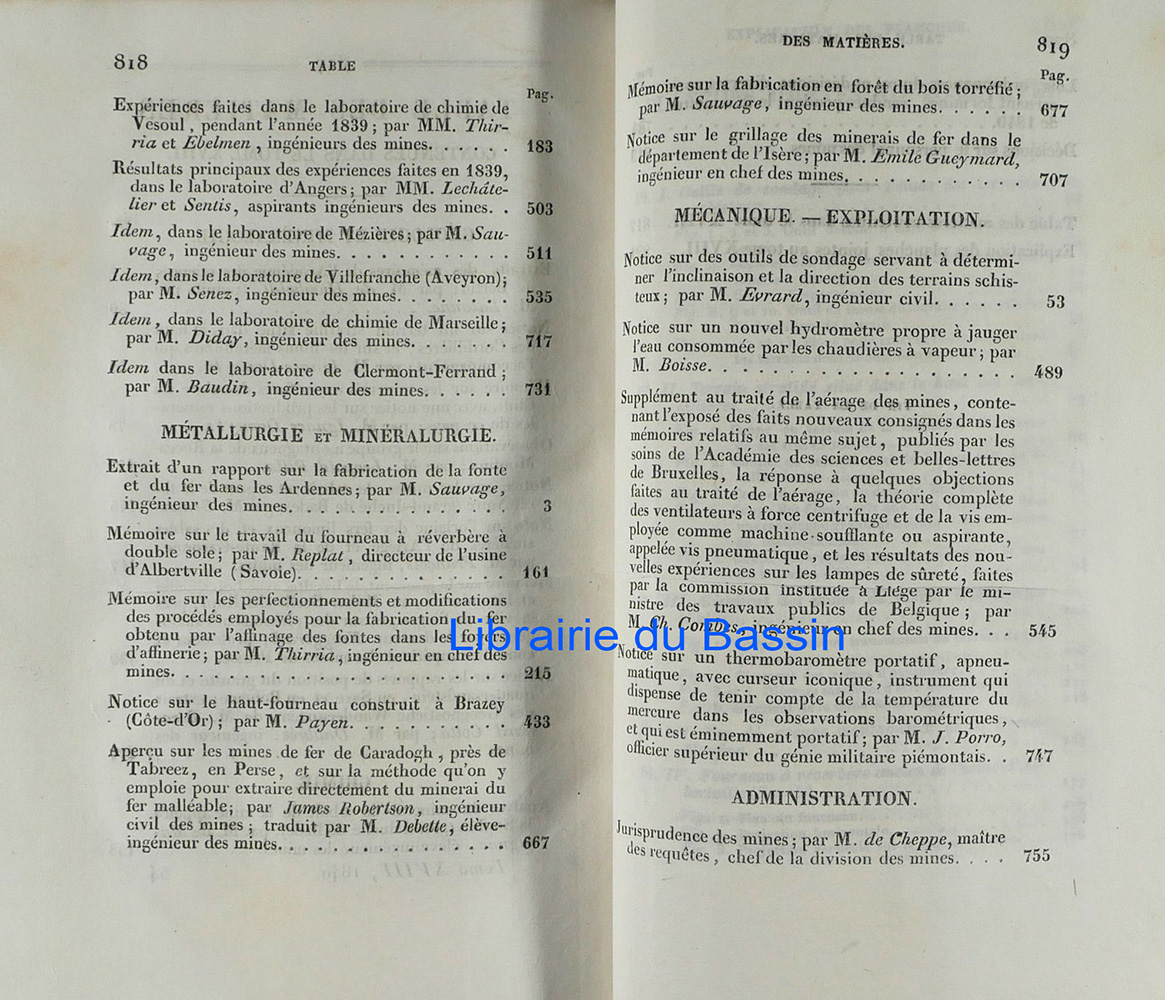 818
TABLE
Pag.
Expériences faites dans le laboratoire de chimie de
Vesoul, pendant l'année 1839; par MM. Thir-
ria et Ebelmen, ingénieurs des mines. . . . . . 183
Résultats principaux des expériences faites en 1839,
dans le laboratoire d'Angers; par MM. Lechâte-
lier et Sentis, aspirants ingénieurs des mines. . 503
Idem, dans le laboratoire de Mézières; par M. Sau-
vage, ingénieur des mines. . . . . . . . . . . . 511
Idem, dans le laboratoire de Villefranche (Aveyron);
par M. Senez, ingénieur des mines. . . . . . . . 535
Idem, dans le laboratoire de chimie de Marseille;
par M. Diday, ingénieur des mines. . . . . . . 717
Idem dans le laboratoire de Clermont-Ferrand;
par M. Baudin, ingénieur des mines. . . . . . 731
MÉTALLURGIE ET MINÉRALURGIE.
Extrait d'un rapport sur la fabrication de la fonte
et du fer dans les Ardennes; par M. Sauvage,
ingénieur des mines. . . . . . . . . . . . . . 3
Mémoire sur le travail du fourneau à réverbère à
double sole; par M. Replat, directeur de l'usine
d'Albertville (Savoie). . . . . . . . . . . . . 161
Mémoire sur les perfectionnements et modifications
des procédés employés pour la fabrication du fer
obtenu par l'affinage des fontes dans les foyers
d'affinerie; par M. Thirria, ingénieur en chef des
mines. . . . . . . . . . . . . . . . . . . . . 215
Notice sur le haut-fourneau construit à Brazey
(Côte-d'Or); par M. Payen. . . . . . . . . . . 433
Aperçu sur les mines de fer de Caradogh, près de
Tabreez, en Perse, et sur la méthode qu'on y
emploie pour extraire directement du minerai du
fer malléable; par James Robertson, ingénieur
civil des mines; traduit par M. Debette, élève-
ingénieur des mines. . . . . . . . . . . . . . . 667
DES MATIÈRES.
819
Pag.
Mémoire sur la fabrication en forêt du bois torréfié;
par M. Sauvage, ingénieur des mines. . . . . . 677
Notice sur le grillage des minerais de fer dans le
département de l'Isère; par M. Emile Gueymard,
ingénieur en chef des mines. . . . . . . . . . . . 707
MÉCANIQUE. — EXPLOITATION.
Notice sur des outils de sondage servant à détermi-
ner l'inclinaison et la direction des terrains schis-
teux; par M. Evrard, ingénieur civil. . . . . . 53
Notice sur un nouvel hydromètre propre à jauger
l'eau consommée par les chaudières à vapeur; par
M. Boisse. . . . . . . . . . . . . . . . . . . . 489
Supplément au traité de l'aérage des mines, conte-
nant l'exposé des faits nouveaux consignés dans les
mémoires relatifs au même sujet, publiés par les
soins de l'Académie des sciences et belles-lettres
de Bruxelles, la réponse à quelques objections
faites au traité de l'aérage, la théorie complète
des ventilateurs à force centrifuge et de la vis em-
ployée comme machine soufflante ou aspirante,
appelée vis pneumatique, et les résultats des nou-
velles expériences sur les lampes de sûreté, faites
par la commission instituée à Liége par le mi-
nistre des travaux publics de Belgique; par
M. Ch. Combes, ingénieur en chef des mines. . . 545
Notice sur un thermobaromètre portatif, apneu-
matique, avec curseur iconique, instrument qui
dispense de tenir compte de la température du
mercure dans les observations barométriques,
et qui est éminemment portatif; par M. J. Porro,
officier supérieur du génie militaire piémontais. . 747
ADMINISTRATION.
Jurisprudence des mines; par M. de Cheppe, maître
des requêtes, chef de la division des mines. . . . 755
Librairie du Bassin